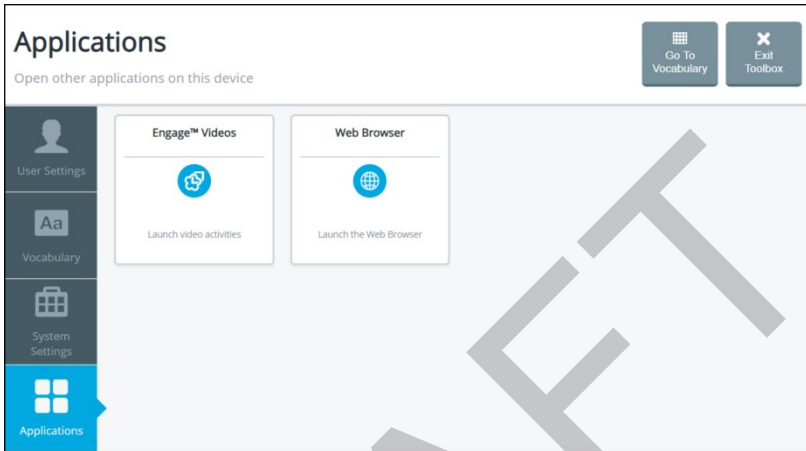 Applications
Open other applications on this device
Go To
Vocabulary
Exit
Toolbox
User Settings
Aa
Vocabulary
System
Settings
Applications
Engage™ Videos
Launch video activities
Web Browser
Launch the Web Browser